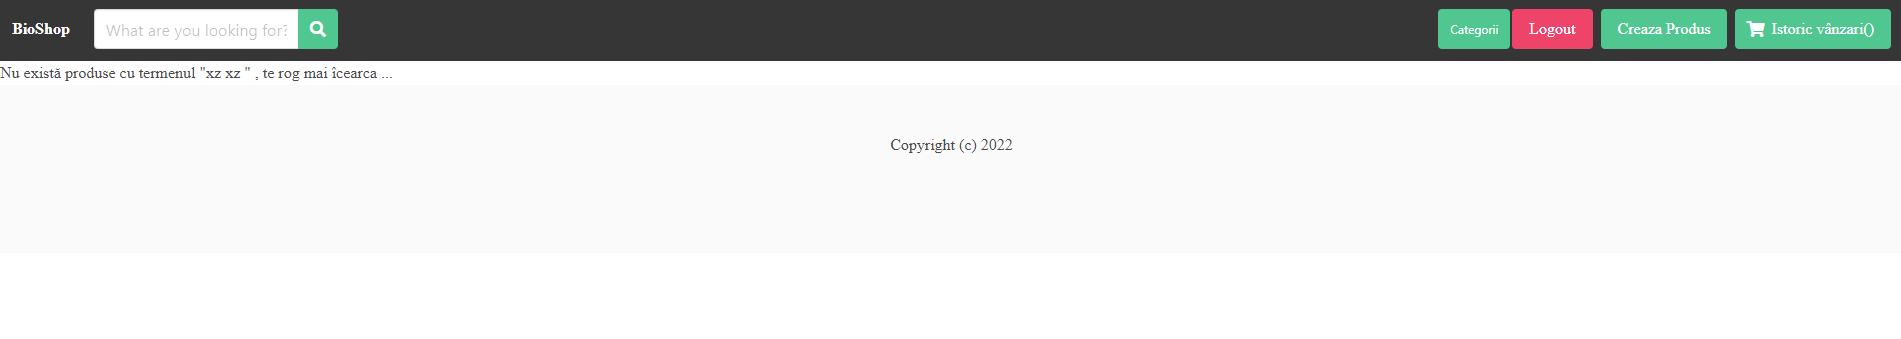 BioShop What are you looking for? Categorii Logout Creaza Produs Istoric vânzari()
Nu există produse cu termenul "xz xz " , te rog mai îcearca ...
Copyright (c) 2022